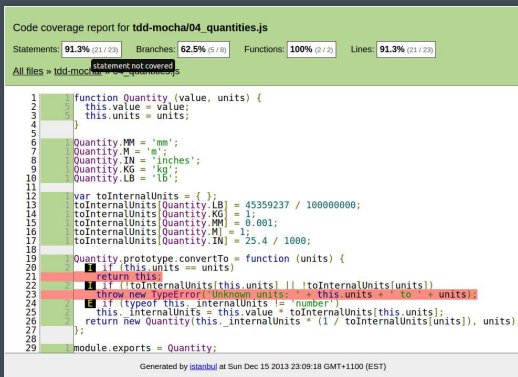 Code coverage report for tdd-mocha/04_quantities.js
Statements: 91.3% (21 / 23) Branches: 62.5% (5 / 8) Functions: 100% (2 / 2) Lines: 91.3% (21 / 23)
statement not covered
All files » tdd-mocha » 04_quantities.js
1 1 function Quantity (value, units) {
2 5 this.value = value;
3 5 this.units = units;
4 }
5
6 1 Quantity.MM = 'mm';
7 1 Quantity.M = 'm';
8 1 Quantity.IN = 'inches';
9 1 Quantity.KG = 'kg';
10 1 Quantity.LB = 'lb';
11
12 1 var toInternalUnits = { };
13 1 toInternalUnits[Quantity.LB] = 45359237 / 100000000;
14 1 toInternalUnits[Quantity.KG] = 1;
15 1 toInternalUnits[Quantity.MM] = 0.001;
16 1 toInternalUnits[Quantity.M] = 1;
17 1 toInternalUnits[Quantity.IN] = 25.4 / 1000;
18
19 1 Quantity.prototype.convertTo = function (units) {
20 2 I if (this.units == units)
21 return this;
22 2 I if (!toInternalUnits[this.units] || !toInternalUnits[units])
23 throw new TypeError('Unknown units: ' + this.units + ' to ' + units);
24 2 E if (typeof this._internalUnits != 'number')
25 2 this._internalUnits = this.value * toInternalUnits[this.units];
26 2 return new Quantity(this._internalUnits * (1 / toInternalUnits[units]), units)
27 };
28
29 1 module.exports = Quantity;
Generated by istanbul at Sun Dec 15 2013 23:09:18 GMT+1100 (EST)